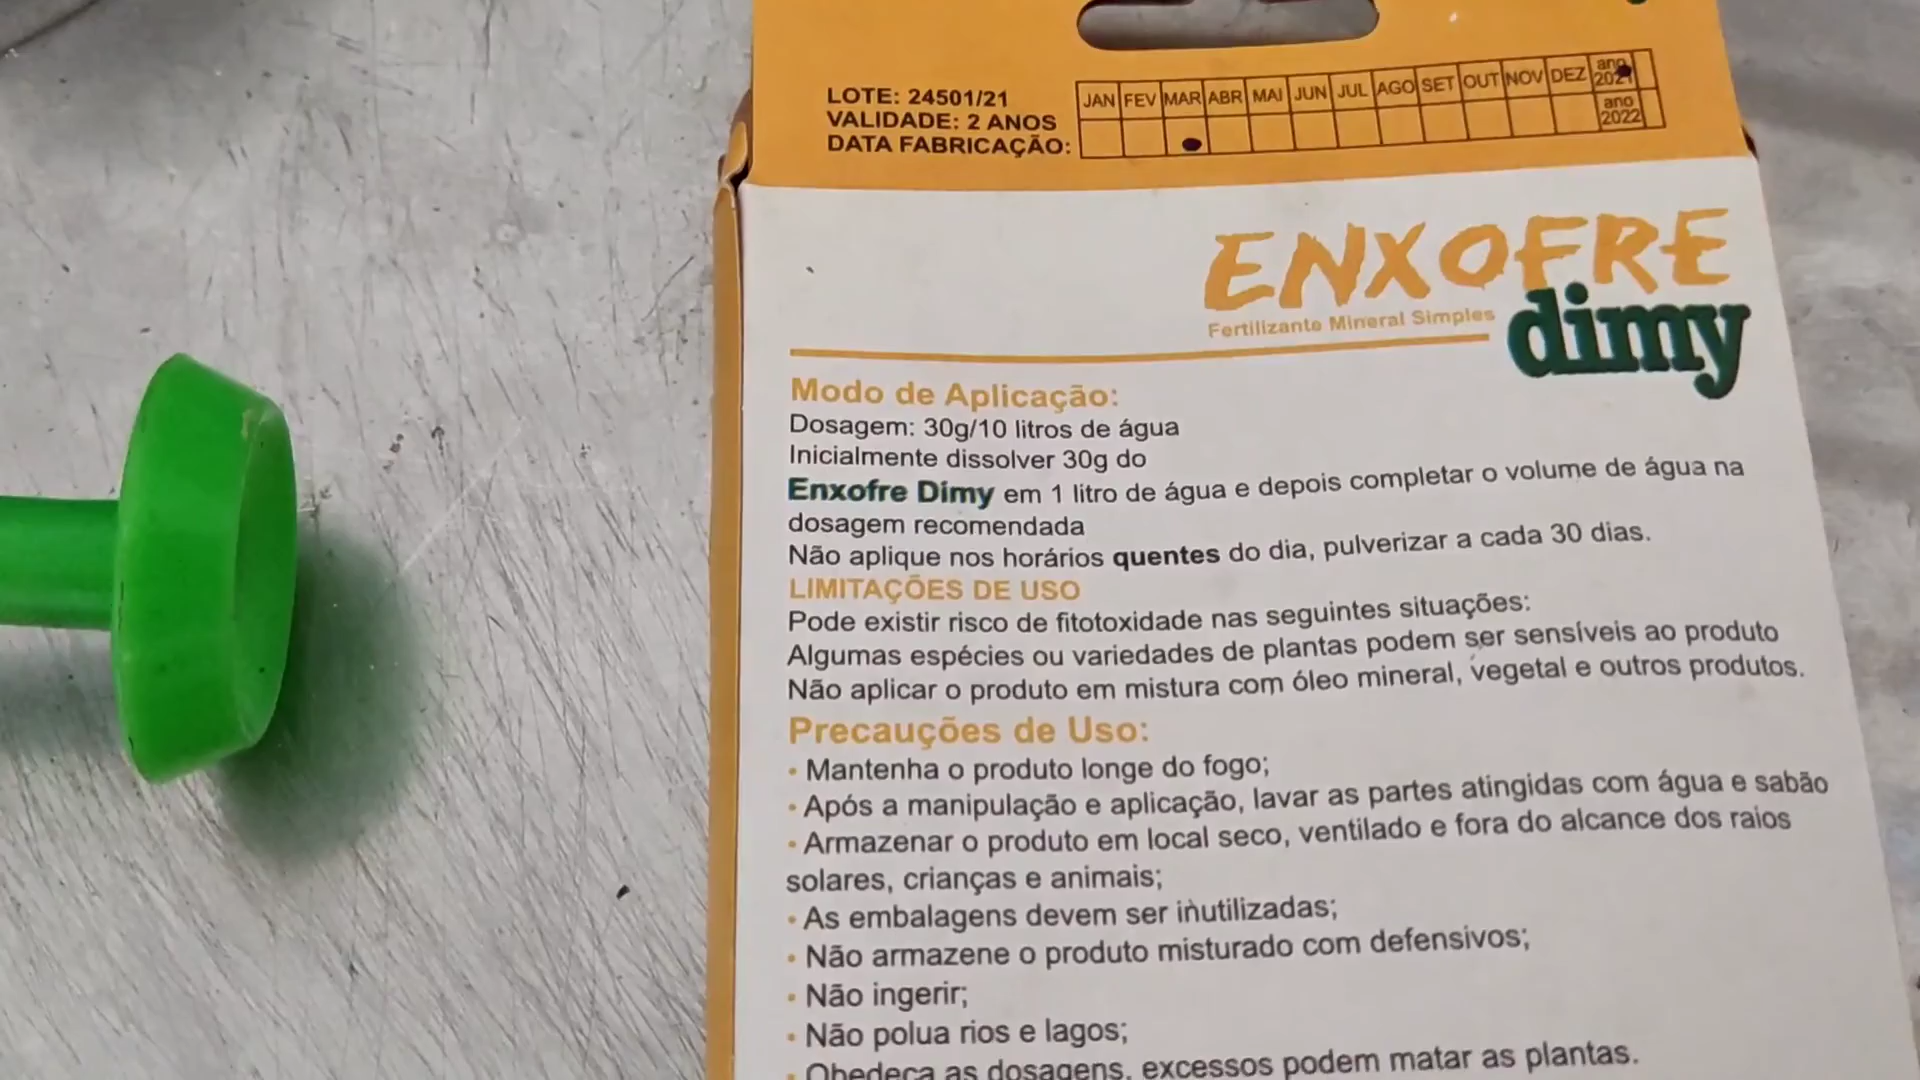 LOTE: 24501/21
VALIDADE: 2 ANOS
DATA FABRICAÇÃO:
JAN FEV MAR ABR MAI JUN JUL AGO SET OUT NOV DEZ ano 2021
ano 2022
ENXOFRE
Fertilizante Mineral Simples
dimy
Modo de Aplicação:
Dosagem: 30g/10 litros de água
Inicialmente dissolver 30g do
Enxofre Dimy em 1 litro de água e depois completar o volume de água na
dosagem recomendada
Não aplique nos horários quentes do dia, pulverizar a cada 30 dias.
LIMITAÇÕES DE USO
Pode existir risco de fitotoxidade nas seguintes situações:
Algumas espécies ou variedades de plantas podem ser sensíveis ao produto
Não aplicar o produto em mistura com óleo mineral, vegetal e outros produtos.
Precauções de Uso:
• Mantenha o produto longe do fogo;
• Após a manipulação e aplicação, lavar as partes atingidas com água e sabão
• Armazenar o produto em local seco, ventilado e fora do alcance dos raios
solares, crianças e animais;
• As embalagens devem ser inutilizadas;
• Não armazene o produto misturado com defensivos;
• Não ingerir;
• Não polua rios e lagos;
• Obedeça as dosagens, excessos podem matar as plantas.